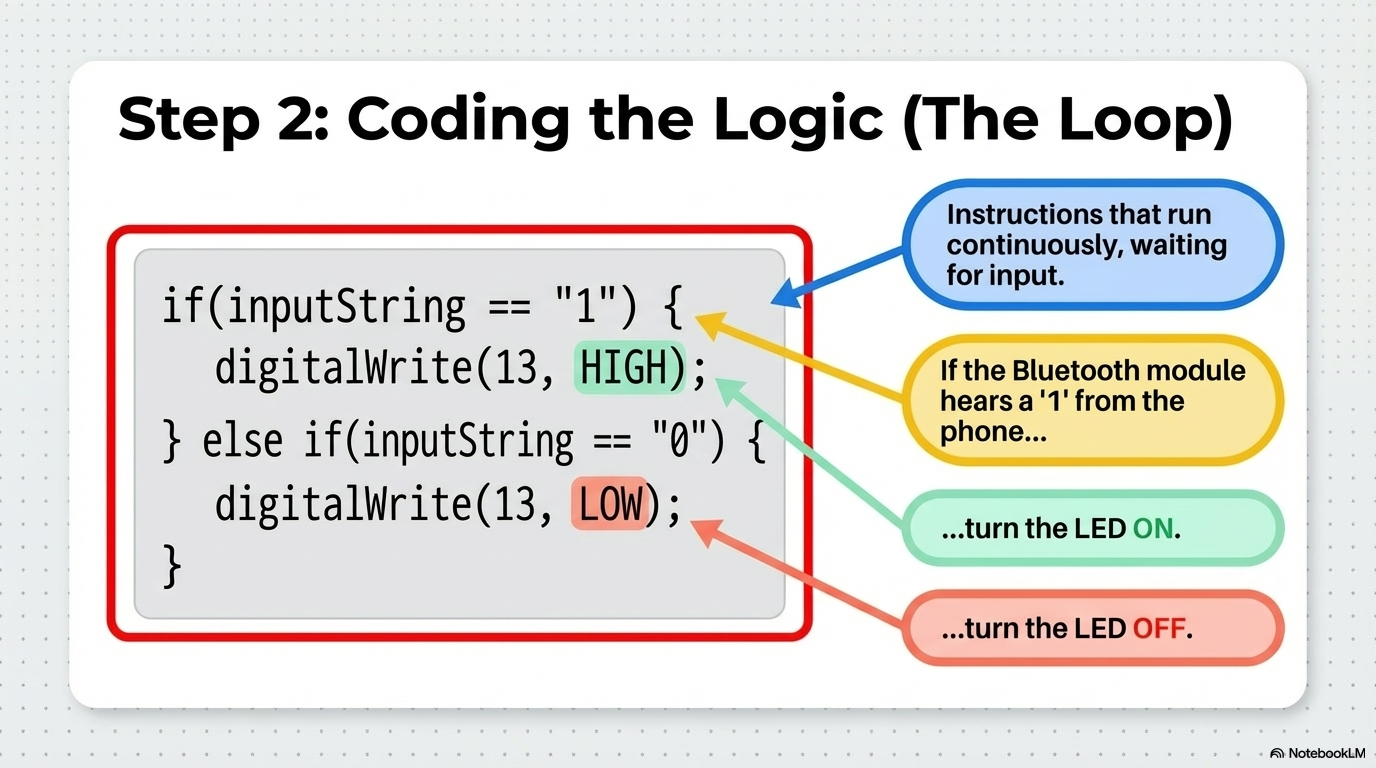 Step 2: Coding the Logic (The Loop)
if(inputString == "1") {
digitalWrite(13, HIGH);
} else if(inputString == "0") {
digitalWrite(13, LOW);
}
Instructions that run
continuously, waiting
for input.
If the Bluetooth module
hears a '1' from the
phone...
...turn the LED ON.
...turn the LED OFF.
NotebookLM